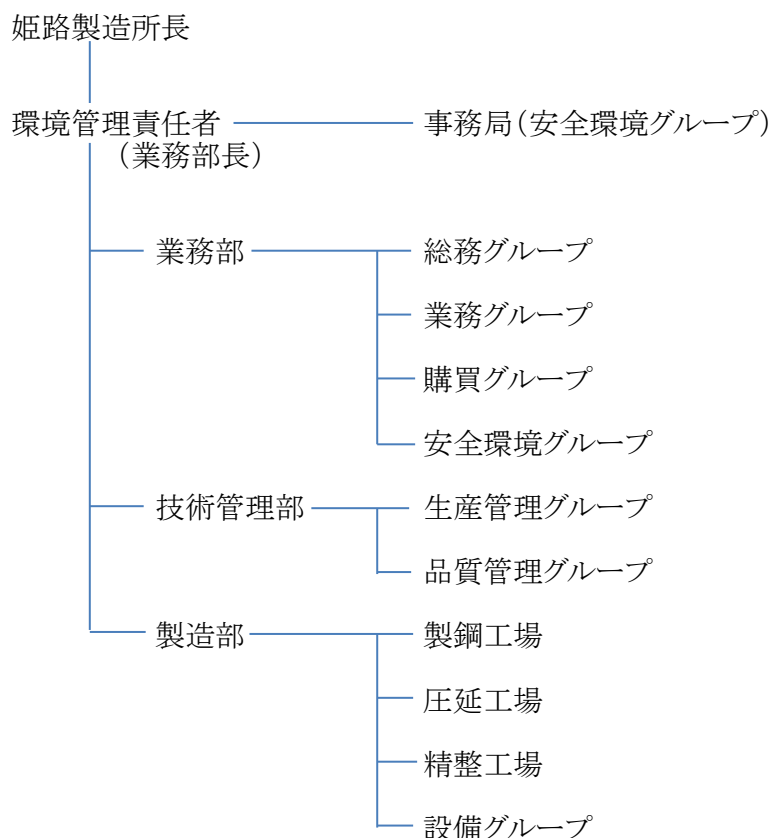 姫路製造所長
環境管理責任者
（業務部長）
事務局（安全環境グループ）
業務部
総務グループ
業務グループ
購買グループ
安全環境グループ
技術管理部
生産管理グループ
品質管理グループ
製造部
製鋼工場
圧延工場
精整工場
設備グループ